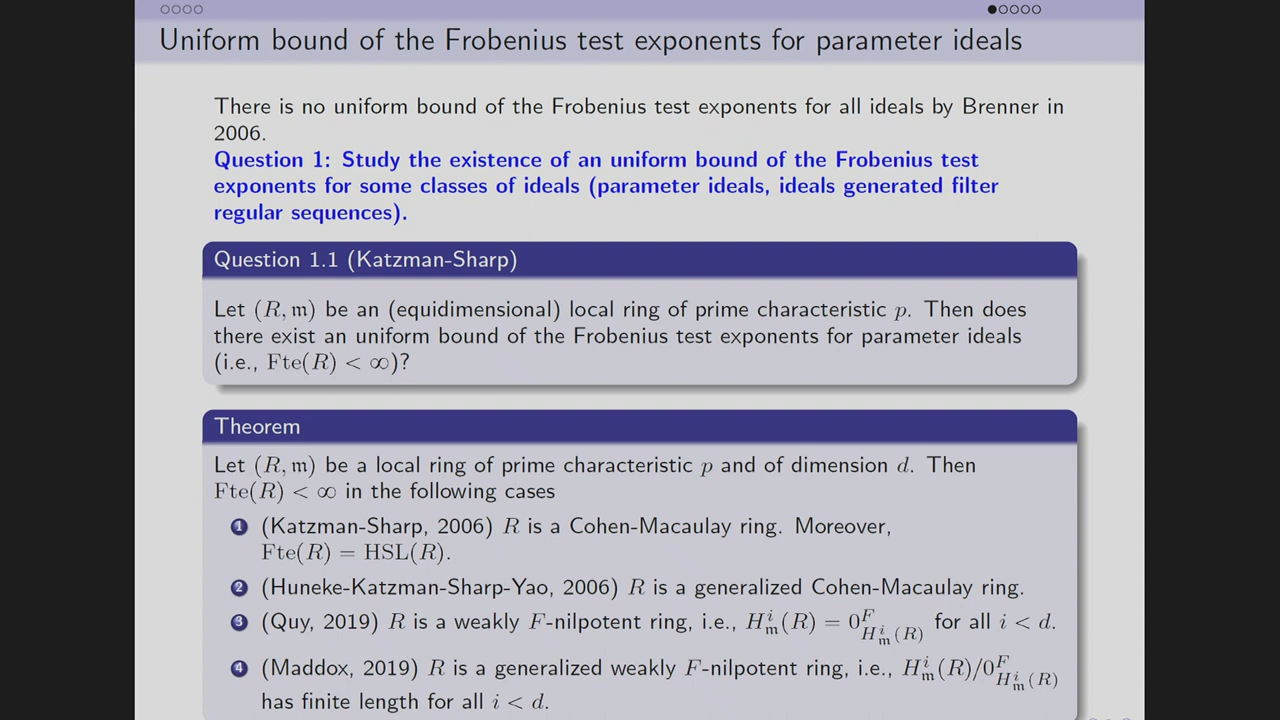 Uniform bound of the Frobenius test exponents for parameter ideals
There is no uniform bound of the Frobenius test exponents for all ideals by Brenner in
2006.
Question 1: Study the existence of an uniform bound of the Frobenius test
exponents for some classes of ideals (parameter ideals, ideals generated filter
regular sequences).
Question 1.1 (Katzman-Sharp)
Let (R, 𝔪) be an (equidimensional) local ring of prime characteristic p. Then does
there exist an uniform bound of the Frobenius test exponents for parameter ideals
(i.e., Fte(R) < ∞)?
Theorem
Let (R, 𝔪) be a local ring of prime characteristic p and of dimension d. Then
Fte(R) < ∞ in the following cases
1 (Katzman-Sharp, 2006) R is a Cohen-Macaulay ring. Moreover,
Fte(R) = HSL(R).
2 (Huneke-Katzman-Sharp-Yao, 2006) R is a generalized Cohen-Macaulay ring.
3 (Quy, 2019) R is a weakly F-nilpotent ring, i.e., H^i_𝔪(R) = 0^F_{H^i_𝔪(R)} for all i < d.
4 (Maddox, 2019) R is a generalized weakly F-nilpotent ring, i.e., H^i_𝔪(R)/0^F_{H^i_𝔪(R)}
has finite length for all i < d.